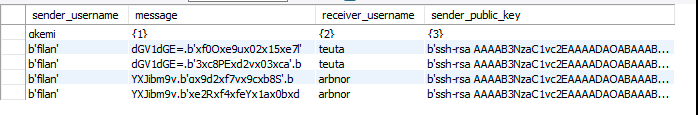 sender_username message receiver_username sender_public_key
akemi {1} {2} {3}
b'filan' dGV1dGE=.b'xf0Oxe9ux02x15xe7l' teuta b'ssh-rsa AAAAB3NzaC1vc2EAAAADAQABAAAB...
b'filan' dGV1dGE=.b'3xc8PExd2vx03xca'.b teuta b'ssh-rsa AAAAB3NzaC1vc2EAAAADAQABAAAB...
b'filan' YXJibm9v.b'αx9d2xf7vx9cxb8S'.b arbnor b'ssh-rsa AAAAB3NzaC1vc2EAAAADAQABAAAB...
b'filan' YXJibm9v.b'xe2Rxf4xfeYx1ax0bxd arbnor b'ssh-rsa AAAAB3NzaC1vc2EAAAADAQABAAAB...